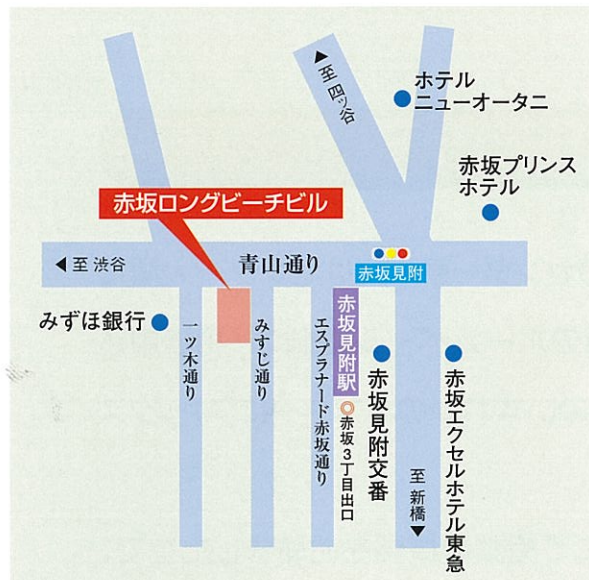 ▲至四ッ谷
ホテル
ニューオータニ
赤坂プリンス
ホテル
赤坂ロングビーチビル
◀至 渋谷
青山通り
赤坂見附
みずほ銀行
一ツ木通り
みすじ通り
エスプラナード赤坂通り
赤坂見附駅
◎赤坂3丁目出口
赤坂見附交番
至 新橋▼
赤坂エクセルホテル東急